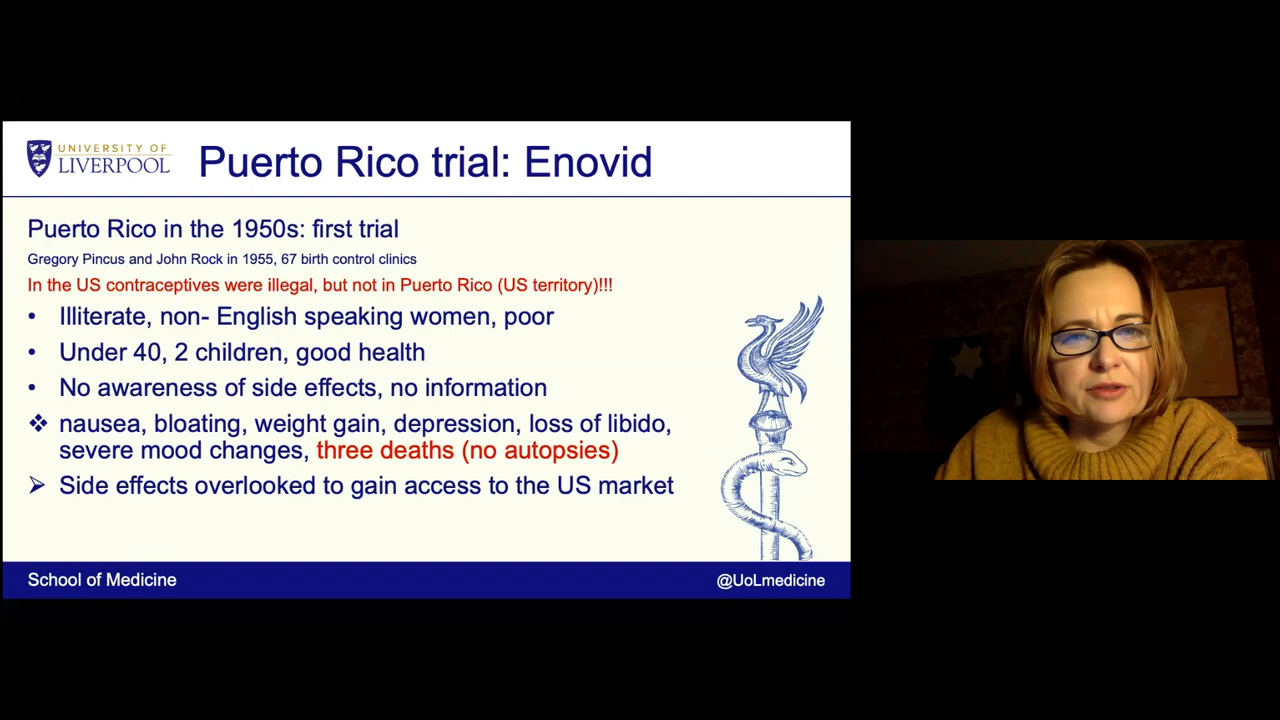 UNIVERSITY OF
LIVERPOOL
Puerto Rico trial: Enovid
Puerto Rico in the 1950s: first trial
Gregory Pincus and John Rock in 1955, 67 birth control clinics
In the US contraceptives were illegal, but not in Puerto Rico (US territory)!!!
• Illiterate, non- English speaking women, poor
• Under 40, 2 children, good health
• No awareness of side effects, no information
❖ nausea, bloating, weight gain, depression, loss of libido,
severe mood changes, three deaths (no autopsies)
➢ Side effects overlooked to gain access to the US market
School of Medicine
@UoLmedicine